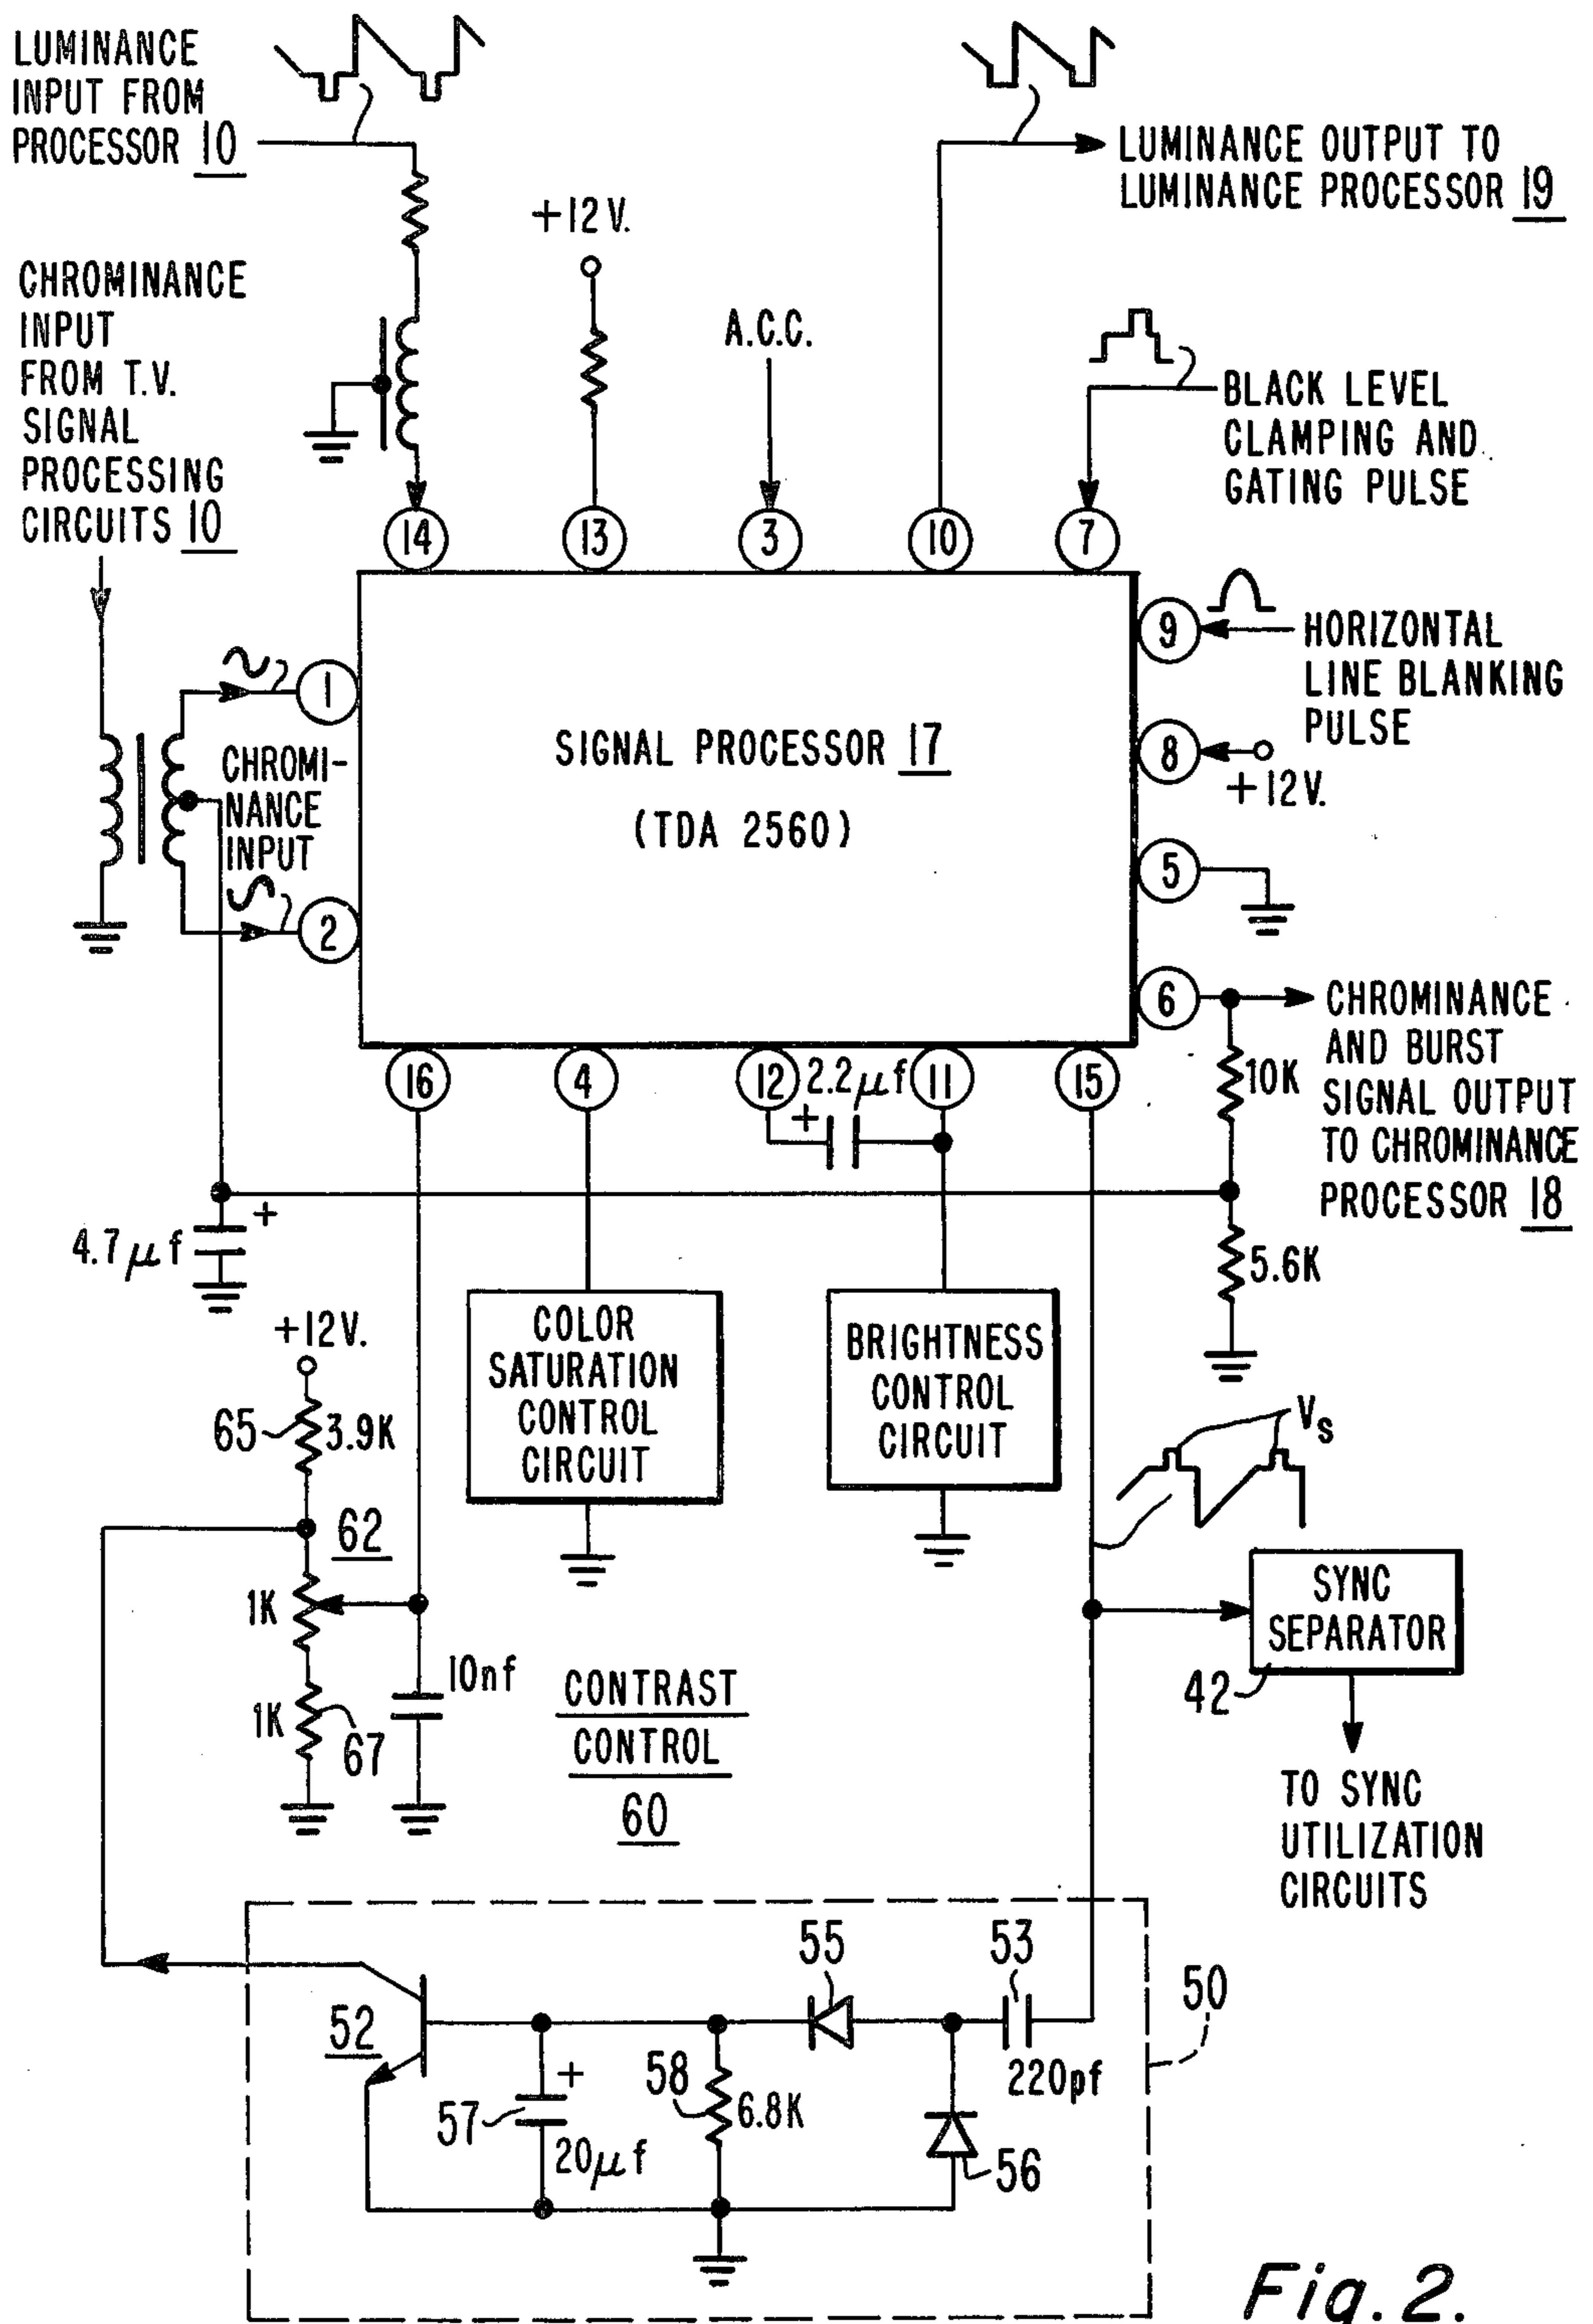 LUMINANCE
INPUT FROM
PROCESSOR 10
LUMINANCE OUTPUT TO
LUMINANCE PROCESSOR 19
+12V.
CHROMINANCE
INPUT
FROM T.V.
SIGNAL
PROCESSING
CIRCUITS 10
A.C.C.
BLACK LEVEL
CLAMPING AND
GATING PULSE
14
13
3
10
7
9
HORIZONTAL
LINE BLANKING
PULSE
1
SIGNAL PROCESSOR 17
(TDA 2560)
8
+12V.
CHROMI-
NANCE
INPUT
5
2
6
CHROMINANCE
AND BURST
SIGNAL OUTPUT
TO CHROMINANCE
PROCESSOR 18
16
4
12
2.2μf
11
15
10K
+
+
4.7μf
5.6K
+12V.
COLOR
SATURATION
CONTROL
CIRCUIT
BRIGHTNESS
CONTROL
CIRCUIT
65
3.9K
Vs
62
1K
SYNC
SEPARATOR
42
10nf
CONTRAST
CONTROL
60
1K
67
TO SYNC
UTILIZATION
CIRCUITS
55
53
50
52
+
58
220pf
57
6.8K
20μf
56
Fig. 2.